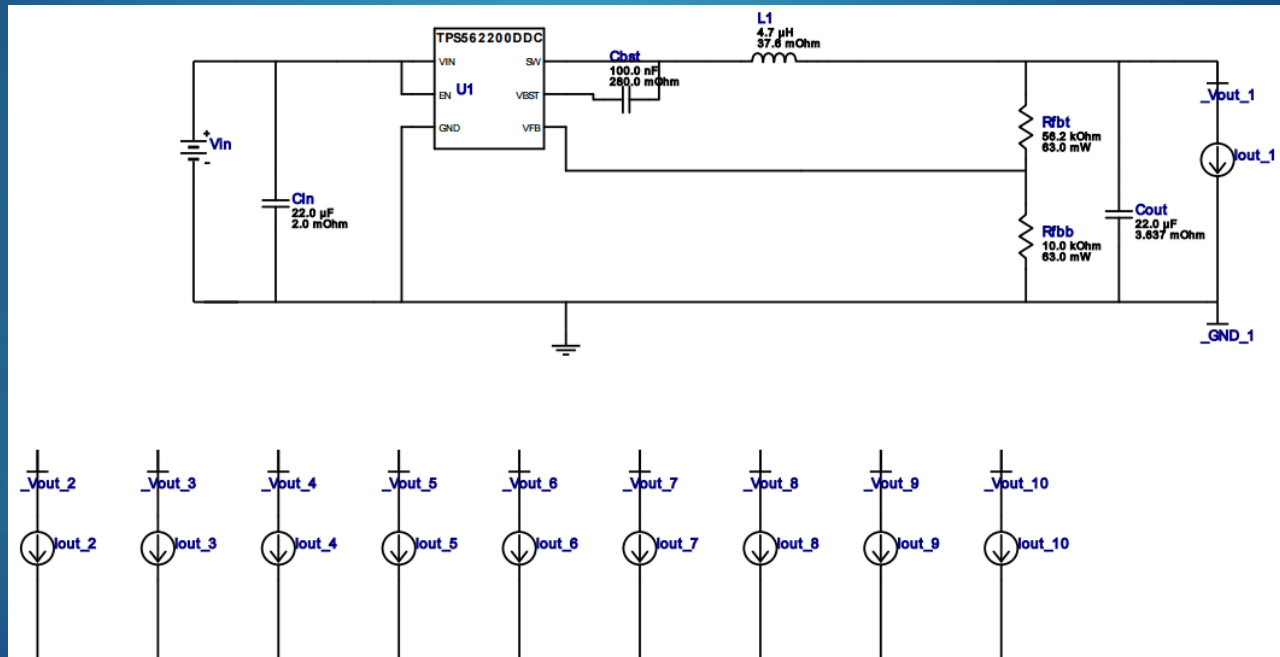 L1
4.7 µH
37.6 mOhm
TPS562200DDC
VIN
SW
EN
U1
VBST
GND
VFB
Cbst
100.0 nF
280.0 mOhm
+
Vin
-
Cin
22.0 µF
2.0 mOhm
Rfbt
56.2 kOhm
63.0 mW
Rfbb
10.0 kOhm
63.0 mW
Cout
22.0 µF
3.637 mOhm
_Vout_1
Iout_1
_GND_1
_Vout_2
_Vout_3
_Vout_4
_Vout_5
_Vout_6
_Vout_7
_Vout_8
_Vout_9
_Vout_10
Iout_2
Iout_3
Iout_4
Iout_5
Iout_6
Iout_7
Iout_8
Iout_9
Iout_10